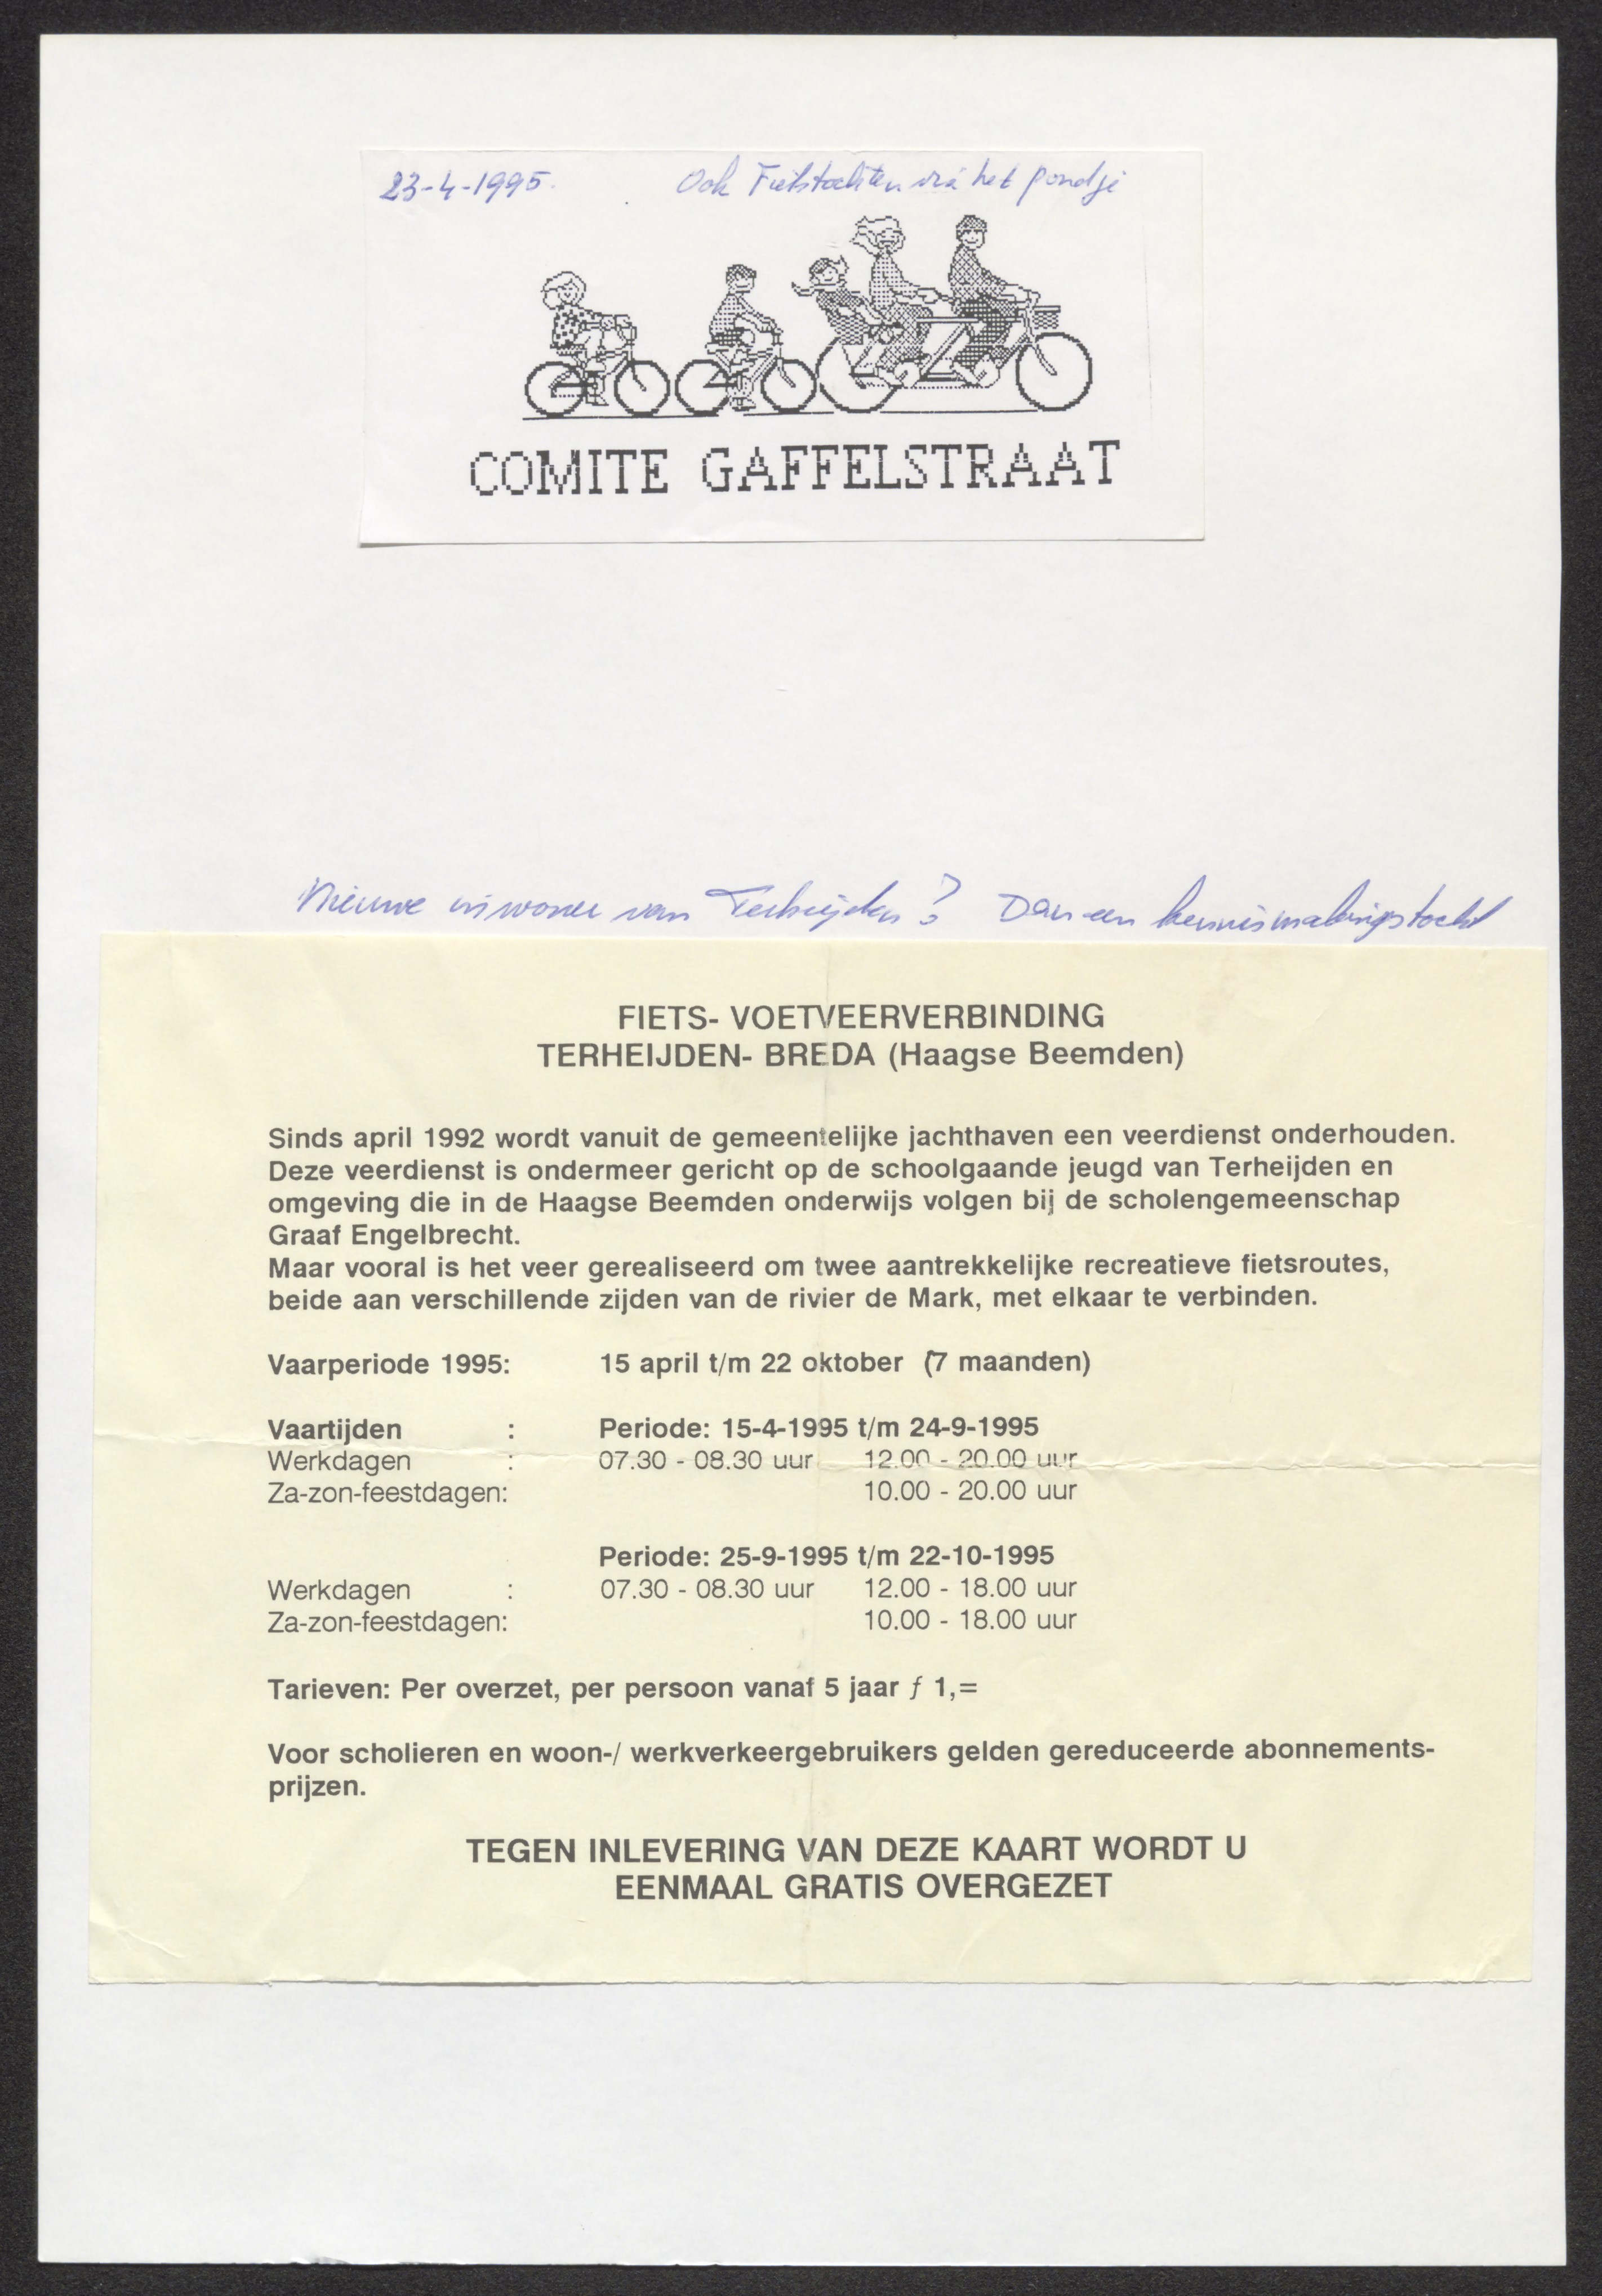 23-4-1995. Ook Fietstochten via het pondje
COMITE GAFFELSTRAAT
Nieuwe inwoner van Terheijden? Dan een kennismakingstocht
FIETS- VOETVEERVERBINDING
TERHEIJDEN- BREDA (Haagse Beemden)
Sinds april 1992 wordt vanuit de gemeentelijke jachthaven een veerdienst onderhouden.
Deze veerdienst is ondermeer gericht op de schoolgaande jeugd van Terheijden en
omgeving die in de Haagse Beemden onderwijs volgen bij de scholengemeenschap
Graaf Engelbrecht.
Maar vooral is het veer gerealiseerd om twee aantrekkelijke recreatieve fietsroutes,
beide aan verschillende zijden van de rivier de Mark, met elkaar te verbinden.
Vaarperiode 1995: 15 april t/m 22 oktober (7 maanden)
Vaartijden : Periode: 15-4-1995 t/m 24-9-1995
Werkdagen : 07.30 - 08.30 uur 12.00 - 20.00 uur
Za-zon-feestdagen: 10.00 - 20.00 uur
Periode: 25-9-1995 t/m 22-10-1995
Werkdagen : 07.30 - 08.30 uur 12.00 - 18.00 uur
Za-zon-feestdagen: 10.00 - 18.00 uur
Tarieven: Per overzet, per persoon vanaf 5 jaar ƒ 1,=
Voor scholieren en woon-/ werkverkeergebruikers gelden gereduceerde abonnements-
prijzen.
TEGEN INLEVERING VAN DEZE KAART WORDT U
EENMAAL GRATIS OVERGEZET